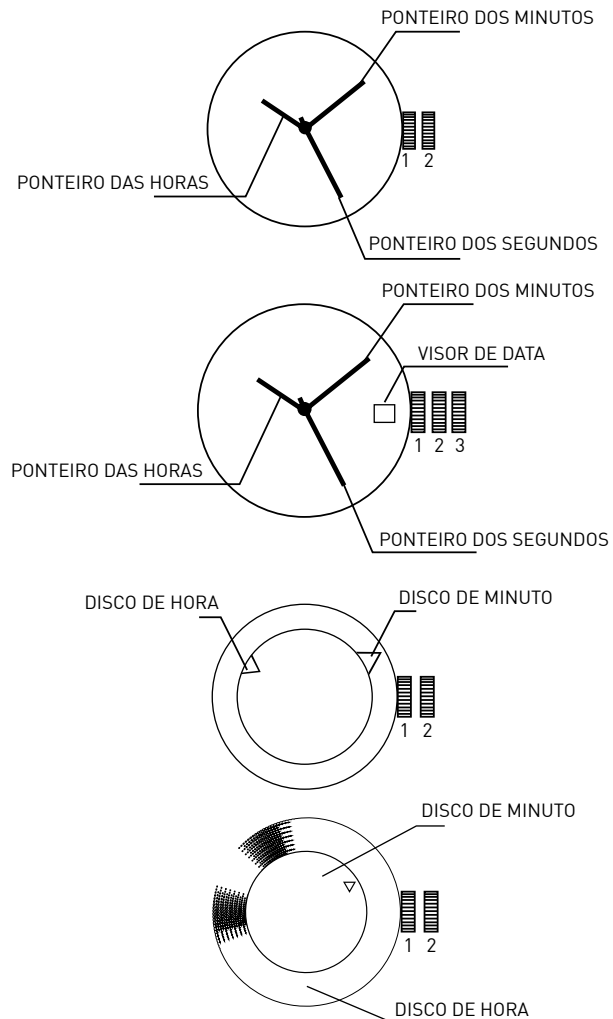 PONTEIRO DOS MINUTOS
1 2
PONTEIRO DAS HORAS
PONTEIRO DOS SEGUNDOS
PONTEIRO DOS MINUTOS
VISOR DE DATA
1 2 3
PONTEIRO DAS HORAS
PONTEIRO DOS SEGUNDOS
DISCO DE HORA
DISCO DE MINUTO
1 2
DISCO DE MINUTO
1 2
DISCO DE HORA